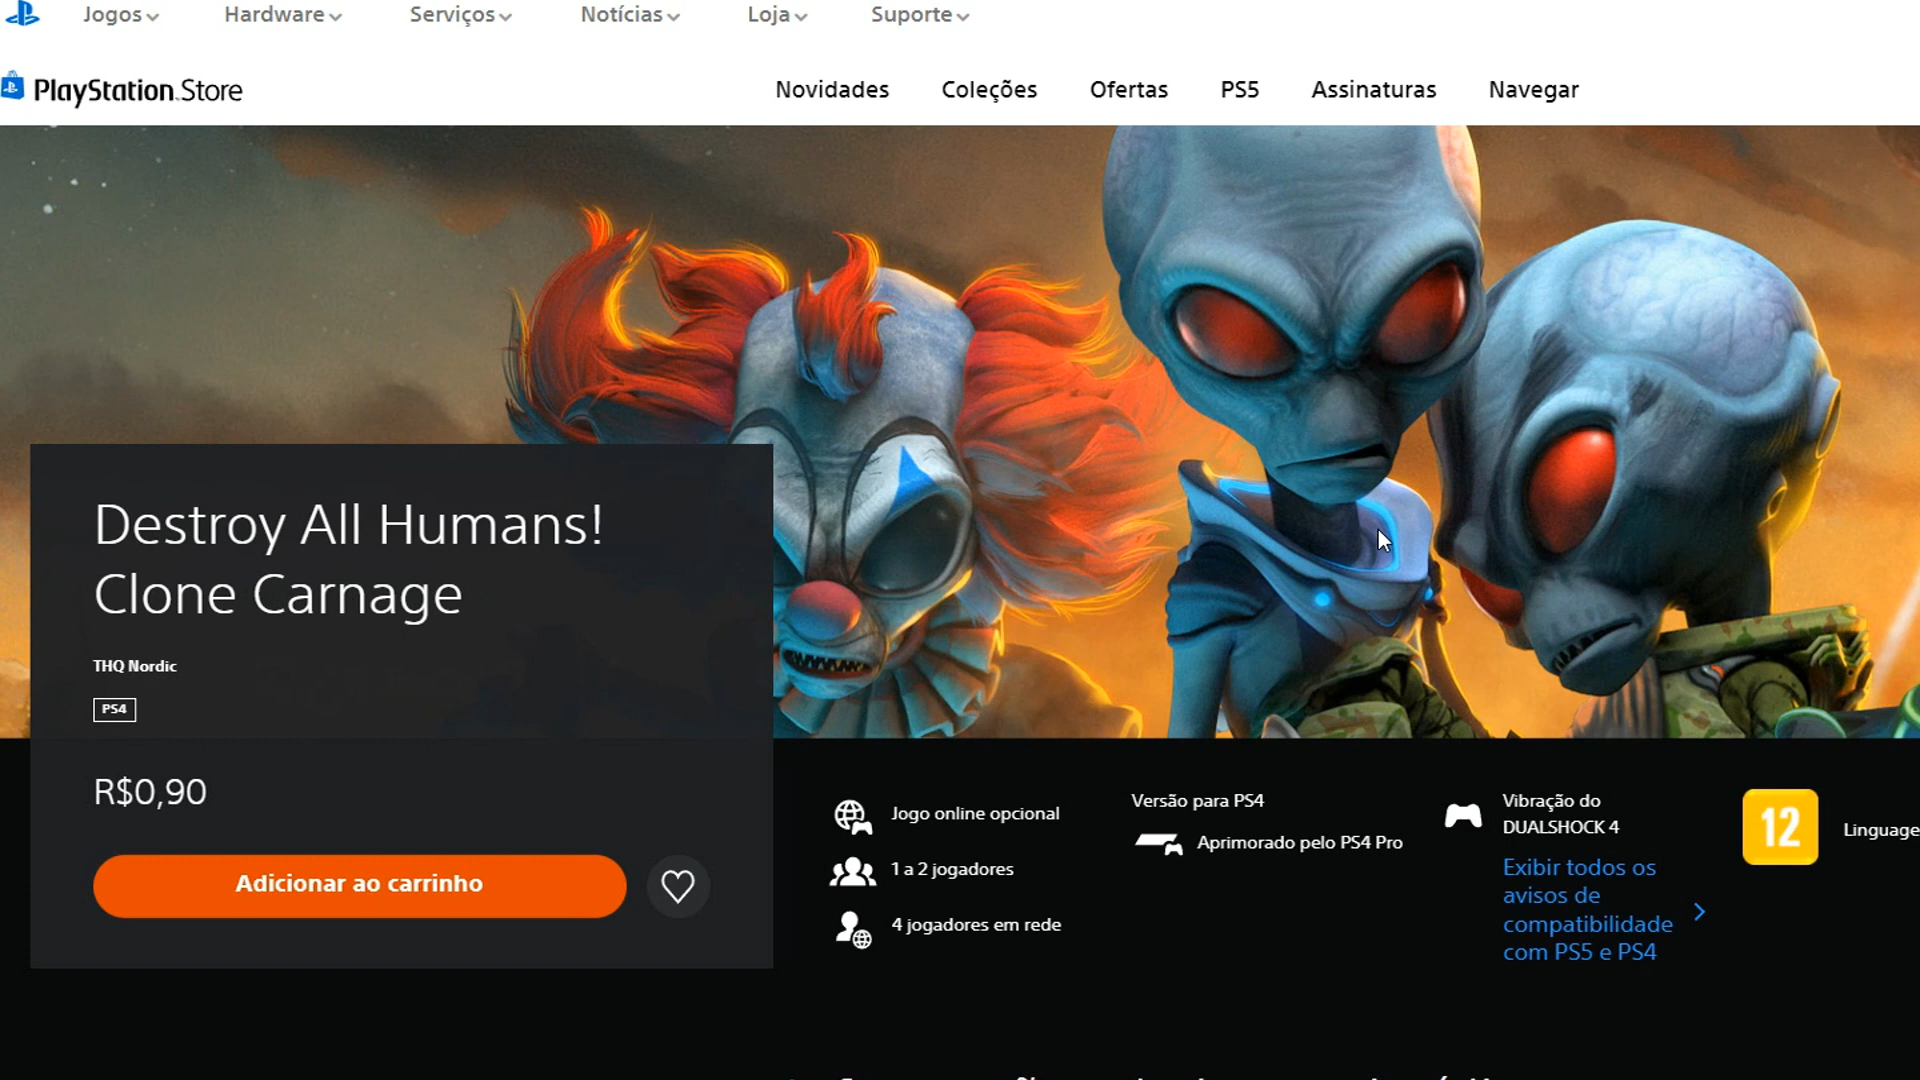 Jogos Hardware Serviços Notícias Loja Suporte
PlayStation Store Novidades Coleções Ofertas PS5 Assinaturas Navegar
Destroy All Humans!
Clone Carnage
THQ Nordic
PS4
R$0,90
Adicionar ao carrinho
Jogo online opcional
1 a 2 jogadores
4 jogadores em rede
Versão para PS4
Aprimorado pelo PS4 Pro
Vibração do
DUALSHOCK 4
Exibir todos os
avisos de
compatibilidade
com PS5 e PS4
12
Linguage